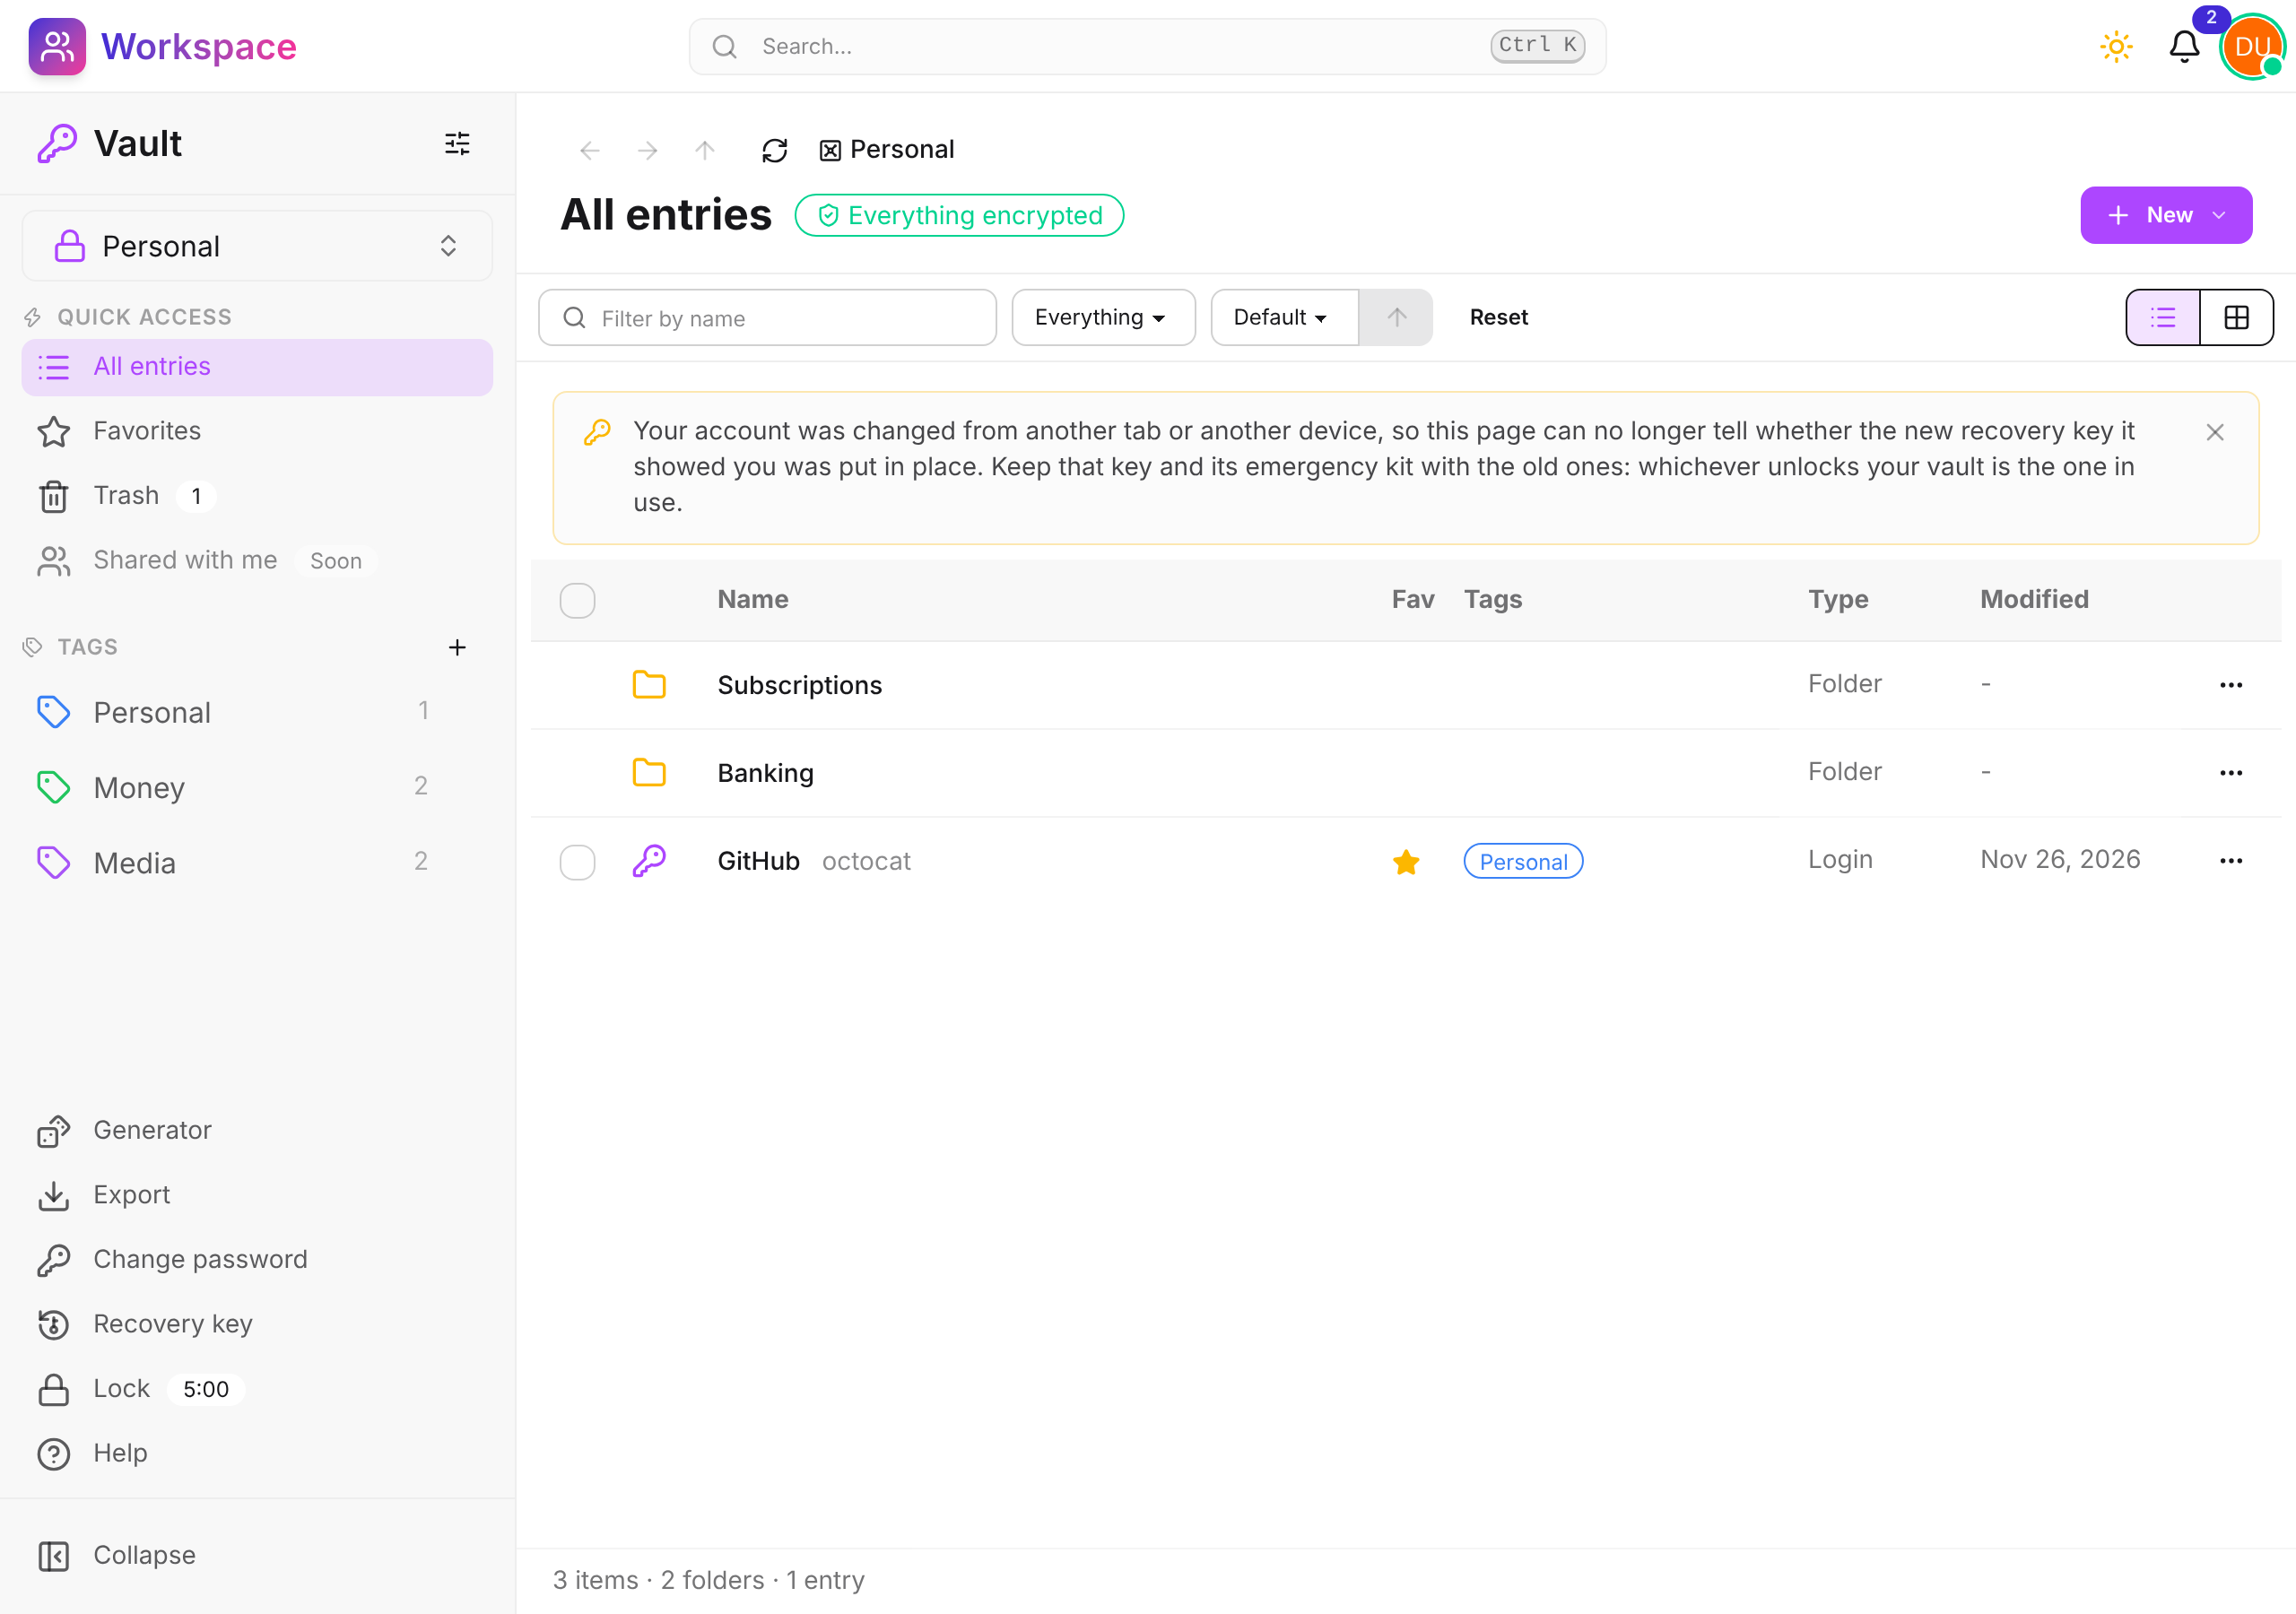 Workspace
Search...
Ctrl K
2
DU
Vault
Personal
QUICK ACCESS
All entries
Favorites
Trash 1
Shared with me Soon
TAGS
Personal 1
Money 2
Media 2
Generator
Export
Change password
Recovery key
Lock 5:00
Help
Collapse
Personal
All entries Everything encrypted
New
Filter by name
Everything
Default
Reset
Your account was changed from another tab or another device, so this page can no longer tell whether the new recovery key it
showed you was put in place. Keep that key and its emergency kit with the old ones: whichever unlocks your vault is the one in
use.
Name Fav Tags Type Modified
Subscriptions Folder -
Banking Folder -
GitHub octocat Personal Login Nov 26, 2026
3 items · 2 folders · 1 entry